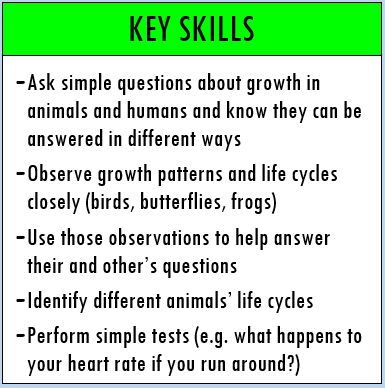 KEY SKILLS
-Ask simple questions about growth in
animals and humans and know they can be
answered in different ways
-Observe growth patterns and life cycles
closely (birds, butterflies, frogs)
-Use those observations to help answer
their and other's questions
-Identify different animals' life cycles
-Perform simple tests (e.g. what happens to
your heart rate if you run around?)